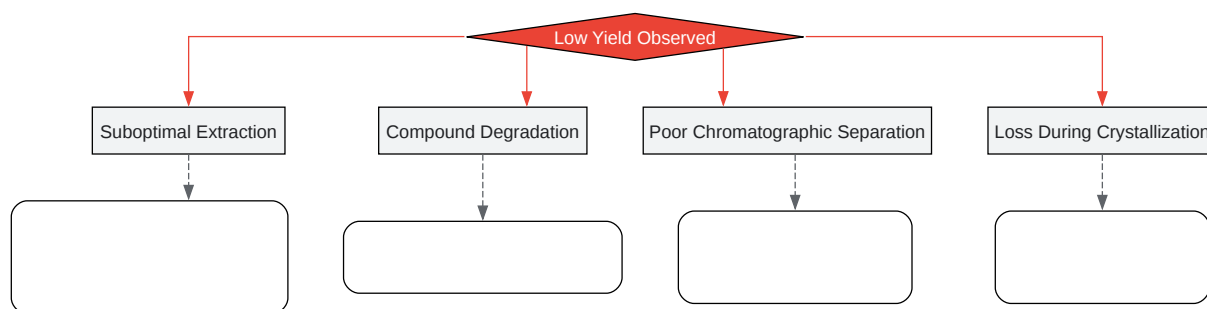 Low Yield Observed
Suboptimal Extraction
Compound Degradation
Poor Chromatographic Separation
Loss During Crystallization